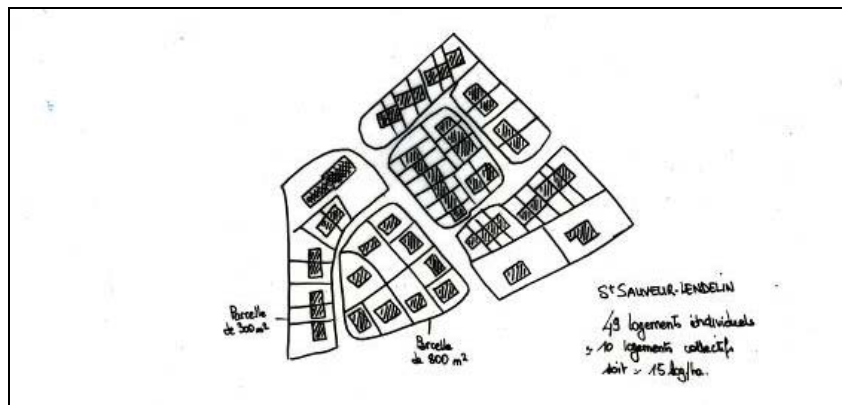 St SAUVEUR-LENDELIN
49 logements individuels
≃ 10 logements collectifs
soit ≃ 15 log/ha.
Parcelle
de 300 m²
Parcelle
de 800 m²